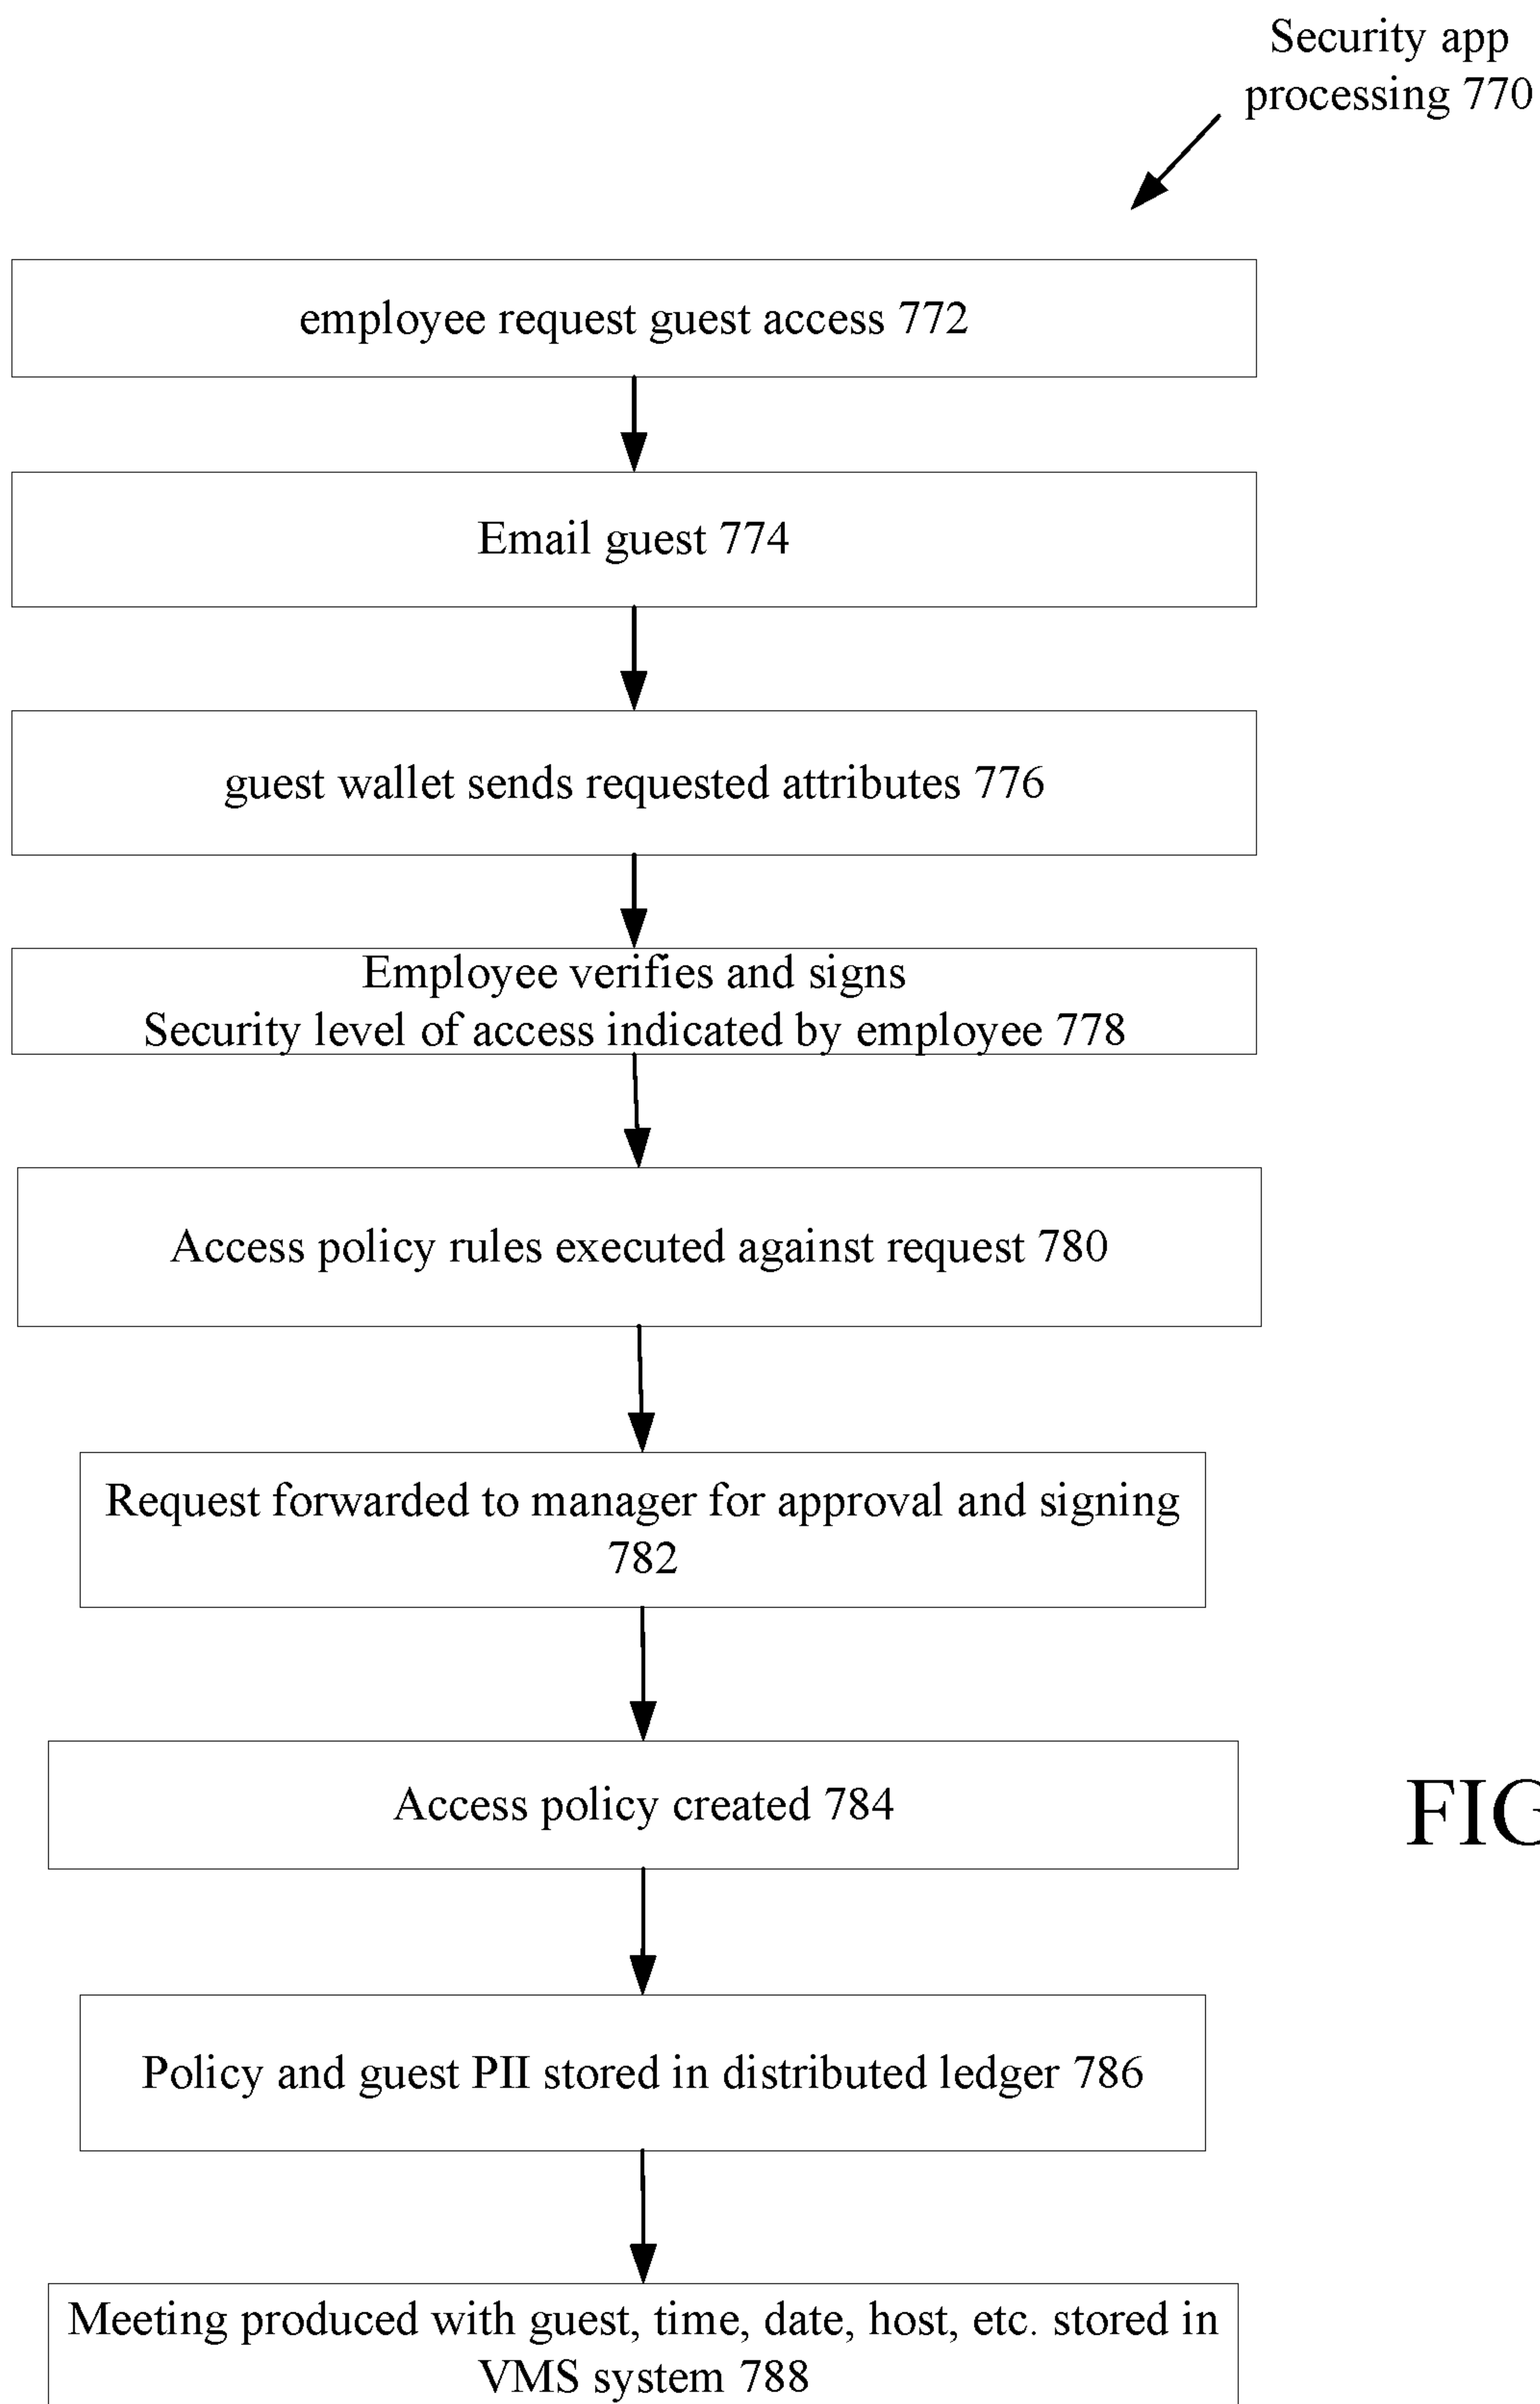 Security app
processing 770
employee request guest access 772
Email guest 774
guest wallet sends requested attributes 776
Employee verifies and signs
Security level of access indicated by employee 778
Access policy rules executed against request 780
Request forwarded to manager for approval and signing
782
Access policy created 784
Policy and guest PII stored in distributed ledger 786
Meeting produced with guest, time, date, host, etc. stored in
VMS system 788
FIG